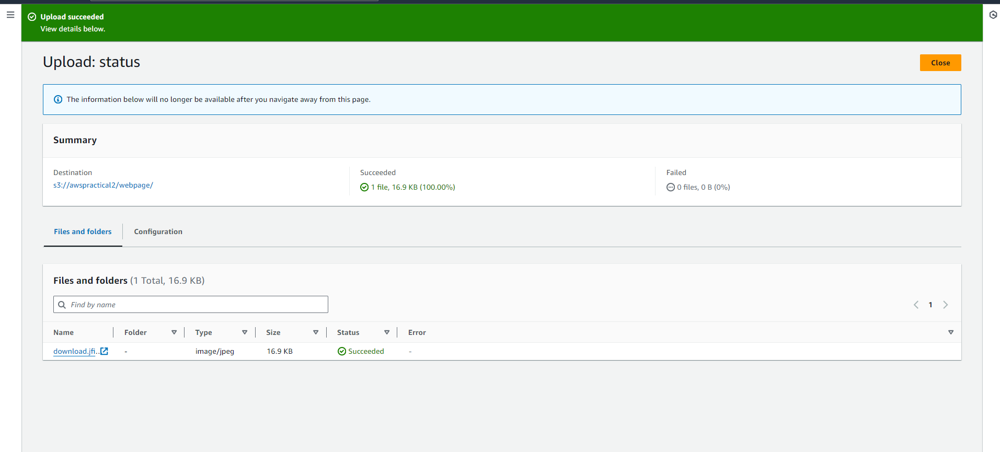 Upload succeeded
View details below.
Upload: status
Close
The information below will no longer be available after you navigate away from this page.
Summary
Destination
s3://awspractical2/webpage/
Succeeded
1 file, 16.9 KB (100.00%)
Failed
0 files, 0 B (0%)
Files and folders
Configuration
Files and folders (1 Total, 16.9 KB)
Find by name
1
Name Folder Type Size Status Error
download.jfi.. - image/jpeg 16.9 KB Succeeded -